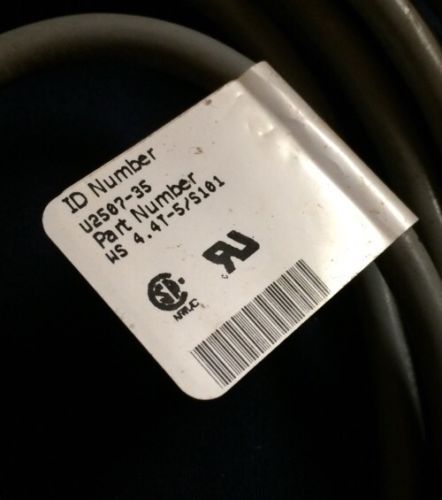 ID Number
U2507-35
Part Number
WS 4.4T-5/S101